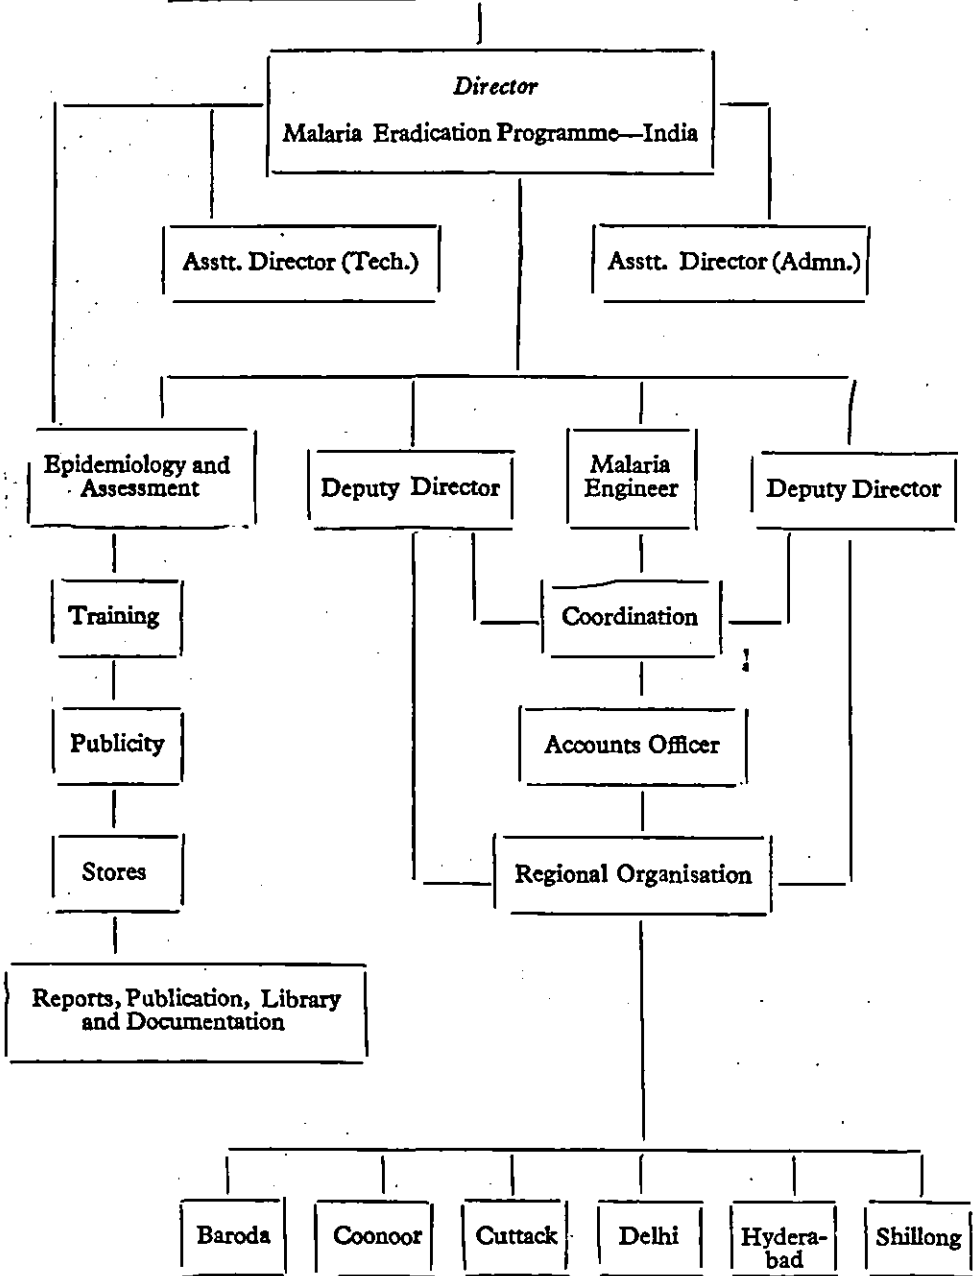 Director
Malaria Eradication Programme—India
Asstt. Director (Tech.)
Asstt. Director (Admn.)
Epidemiology and
Assessment
Deputy Director
Malaria
Engineer
Deputy Director
Training
Coordination
Publicity
Accounts Officer
Stores
Regional Organisation
Reports, Publication, Library
and Documentation
Baroda
Coonoor
Cuttack
Delhi
Hydera-
bad
Shillong